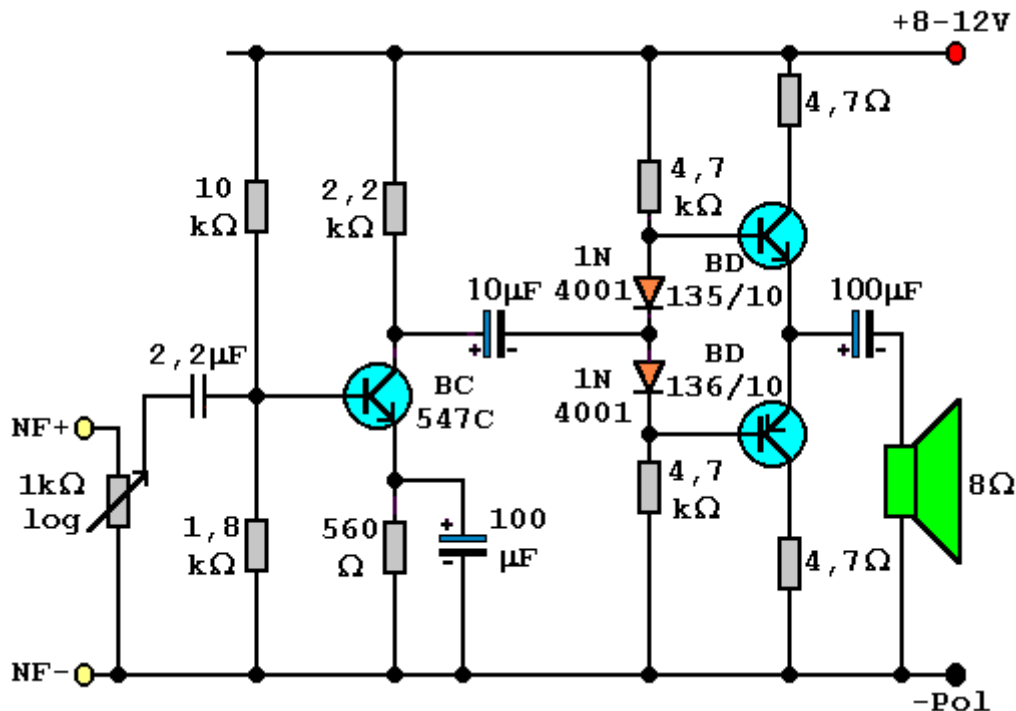 +8-12V
4,7Ω
10
kΩ
2,2
kΩ
4,7
kΩ
1N
4001
BD
135/10
10µF
+
-
100µF
+
-
2,2µF
BC
547C
1N
4001
BD
136/10
NF+
1kΩ
log
1,8
kΩ
560
Ω
+
-
100
µF
4,7
kΩ
4,7Ω
8Ω
NF-
-Pol